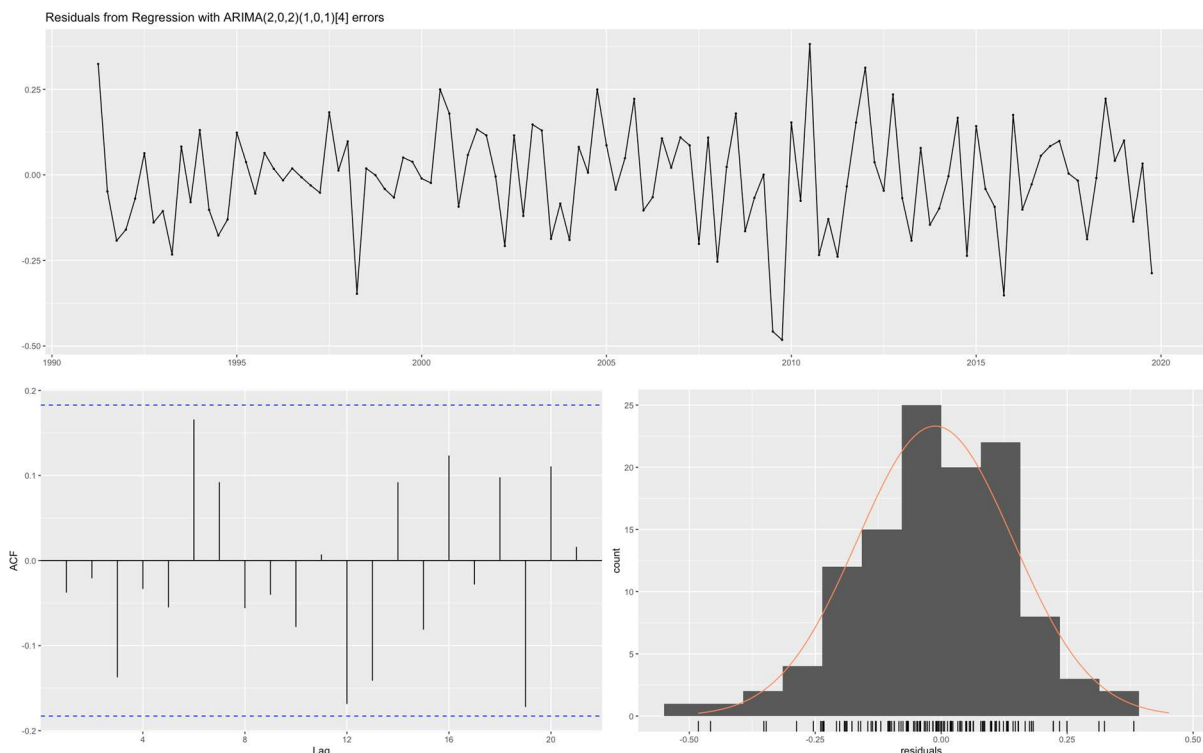 Residuals from Regression with ARIMA(2,0,2)(1,0,1)[4] errors
0.25
0.00
-0.25
-0.50
1990 1995 2000 2005 2010 2015 2020
0.2
0.1
0.0
-0.1
-0.2
ACF
4 8 12 16 20
Lag
25
20
15
10
5
0
count
-0.50 -0.25 0.00 0.25 0.50
residuals